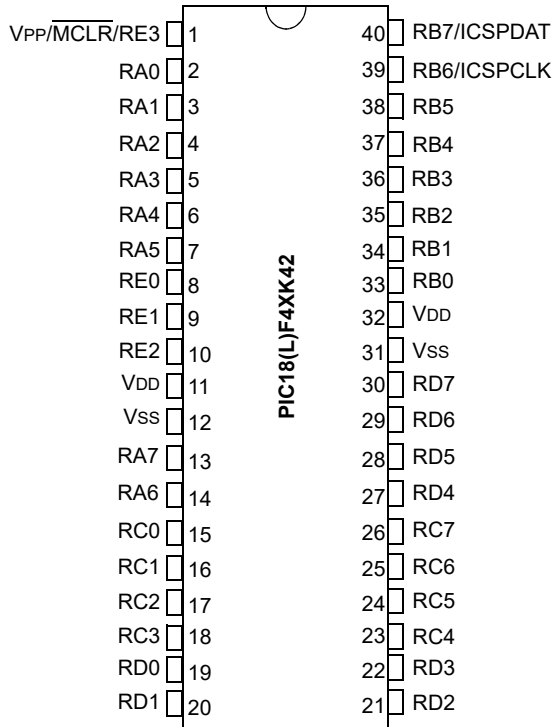 VPP/MCLR/RE3 1 40 RB7/ICSPDAT
RA0 2 39 RB6/ICSPCLK
RA1 3 38 RB5
RA2 4 37 RB4
RA3 5 36 RB3
RA4 6 35 RB2
RA5 7 34 RB1
RE0 8 33 RB0
RE1 9 32 VDD
RE2 10 31 VSS
VDD 11 30 RD7
VSS 12 29 RD6
RA7 13 28 RD5
RA6 14 27 RD4
RC0 15 26 RC7
RC1 16 25 RC6
RC2 17 24 RC5
RC3 18 23 RC4
RD0 19 22 RD3
RD1 20 21 RD2
PIC18(L)F4XK42